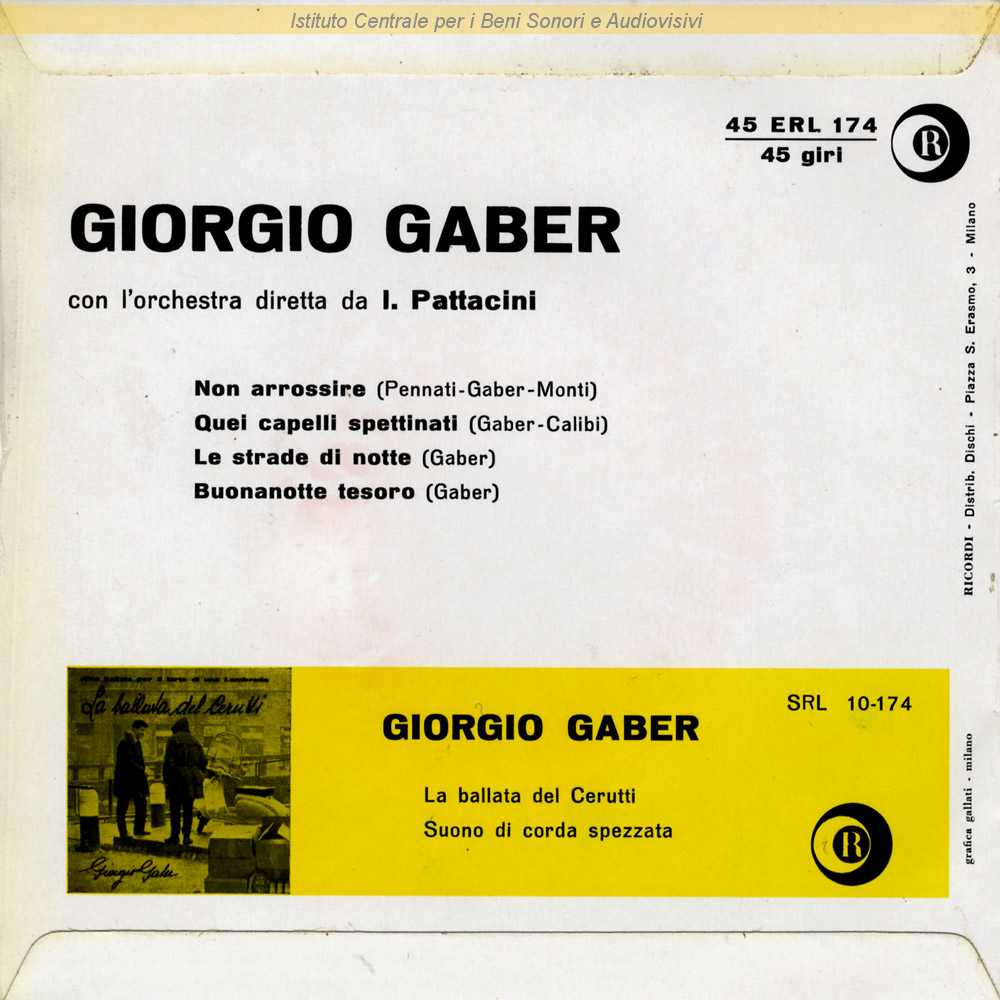 Istituto Centrale per i Beni Sonori e Audiovisivi
45 ERL 174
45 giri
R
GIORGIO GABER
con l'orchestra diretta da I. Pattacini
Non arrossire (Pennati-Gaber-Monti)
Quei capelli spettinati (Gaber-Calibi)
Le strade di notte (Gaber)
Buonanotte tesoro (Gaber)
RICORDI - Distrib. Dischi - Piazza S. Erasmo, 3 - Milano
La ballata del Cerutti
Giorgio Gaber
GIORGIO GABER
SRL 10-174
La ballata del Cerutti
Suono di corda spezzata
R
grafica gallati - milano